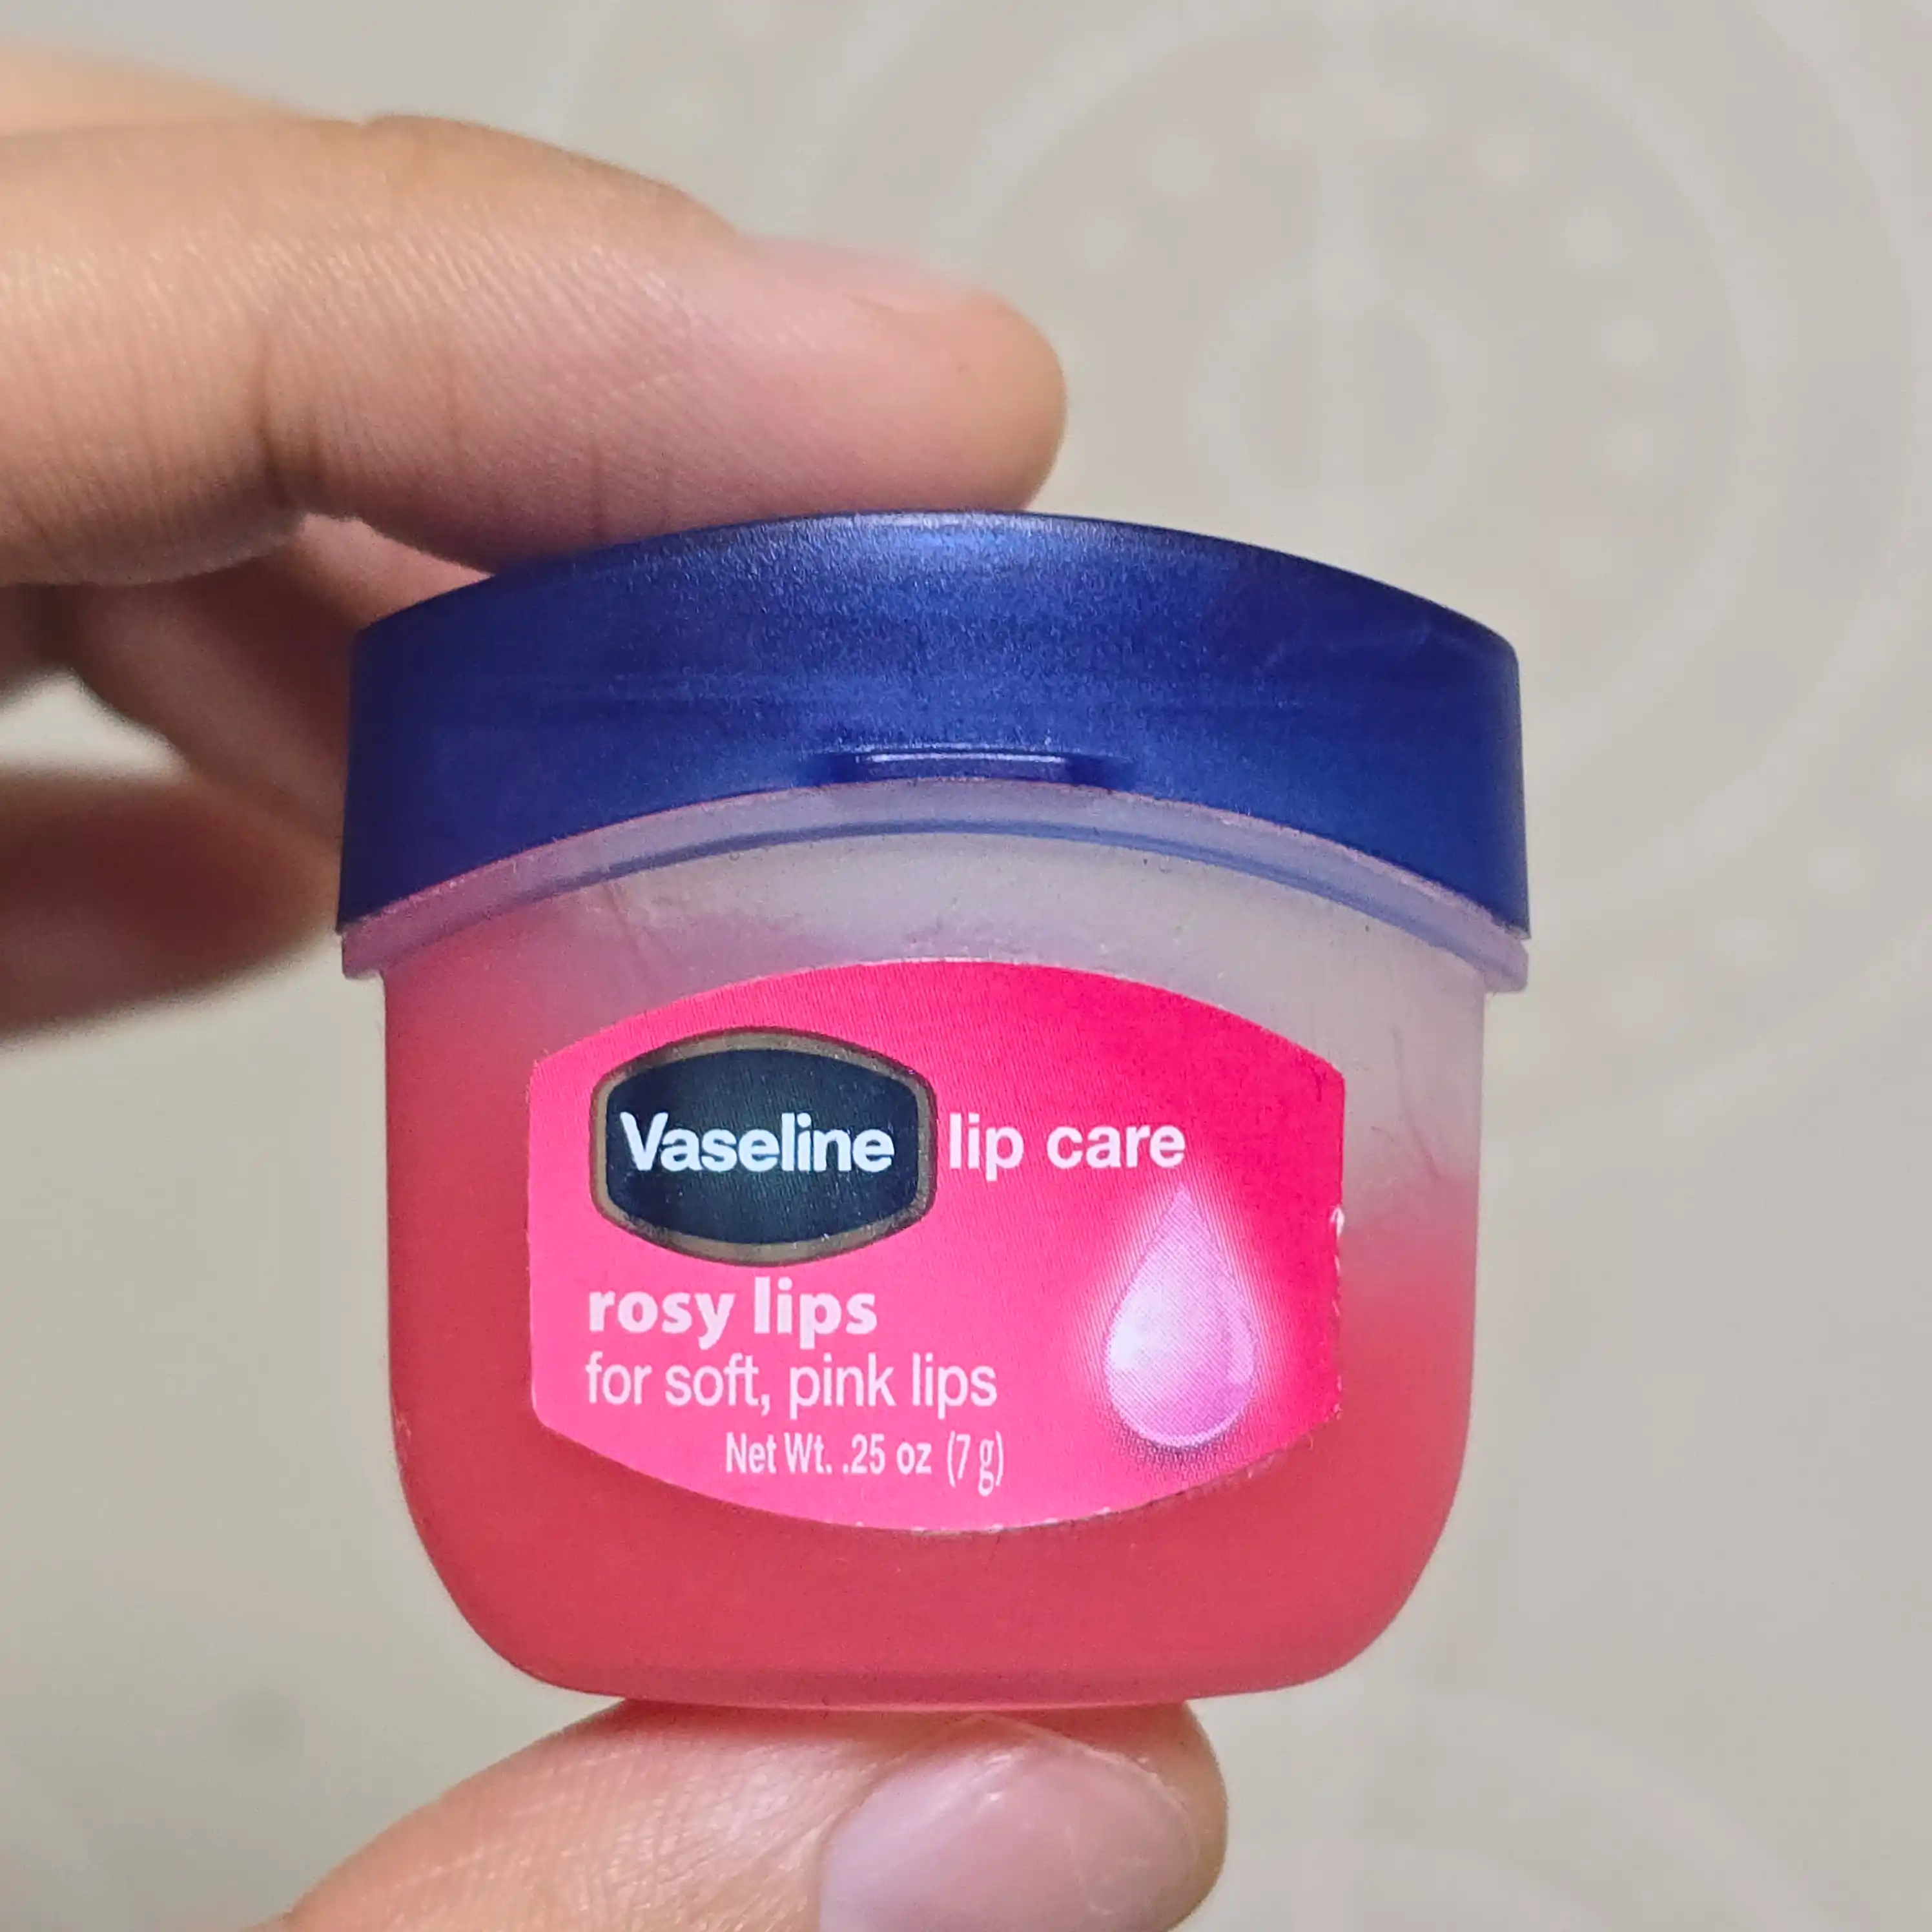 Vaseline lip care
rosy lips
for soft, pink lips
Net Wt. .25 oz (7 g)